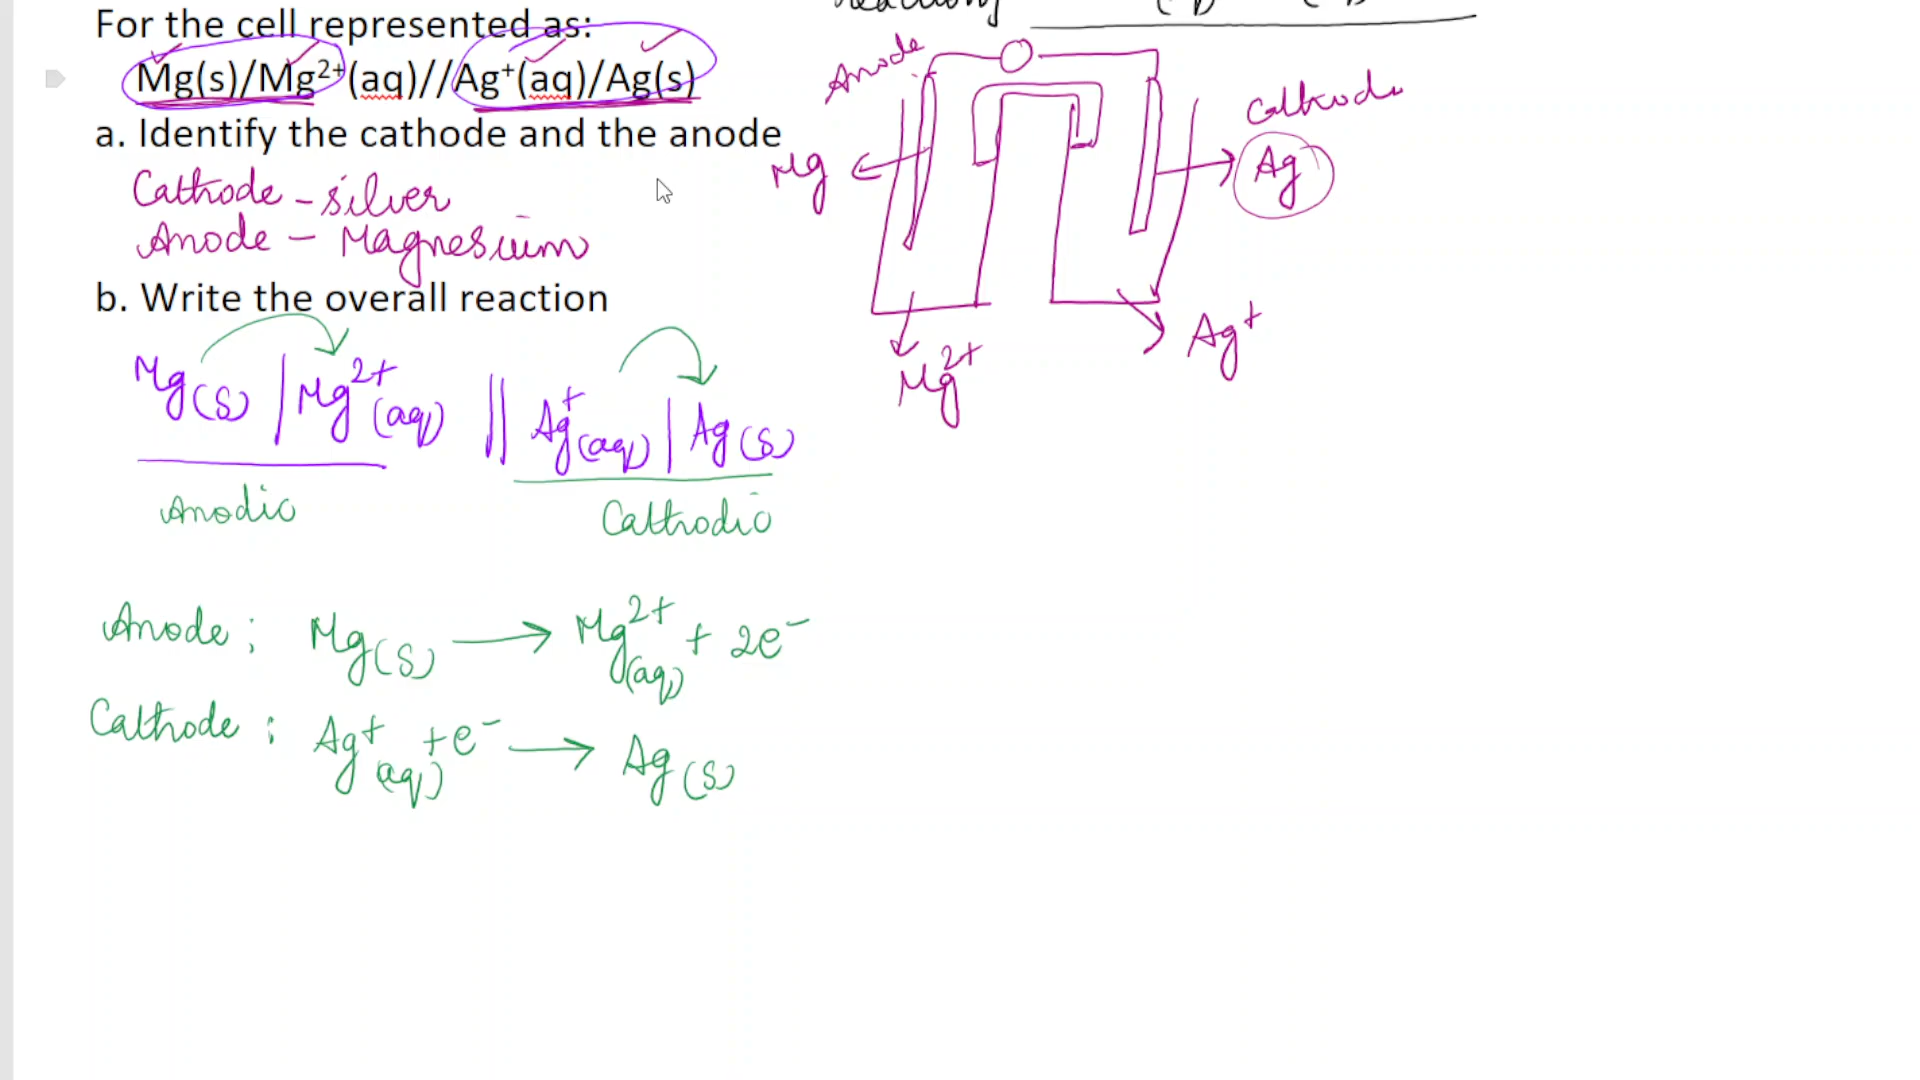 For the cell represented as:
Mg(s)/Mg²⁺(aq)//Ag⁺(aq)/Ag(s)
a. Identify the cathode and the anode
Cathode - silver
Anode - Magnesium
b. Write the overall reaction
Mg(s) | Mg²⁺(aq) || Ag⁺(aq) | Ag(s)
Anodic
Cathodic
Anode ; Mg(s) ⟶ Mg²⁺(aq) + 2e⁻
Cathode : Ag⁺(aq) + e⁻ ⟶ Ag(s)
Anode
Cathode
Mg
Ag
Mg²⁺
Ag⁺